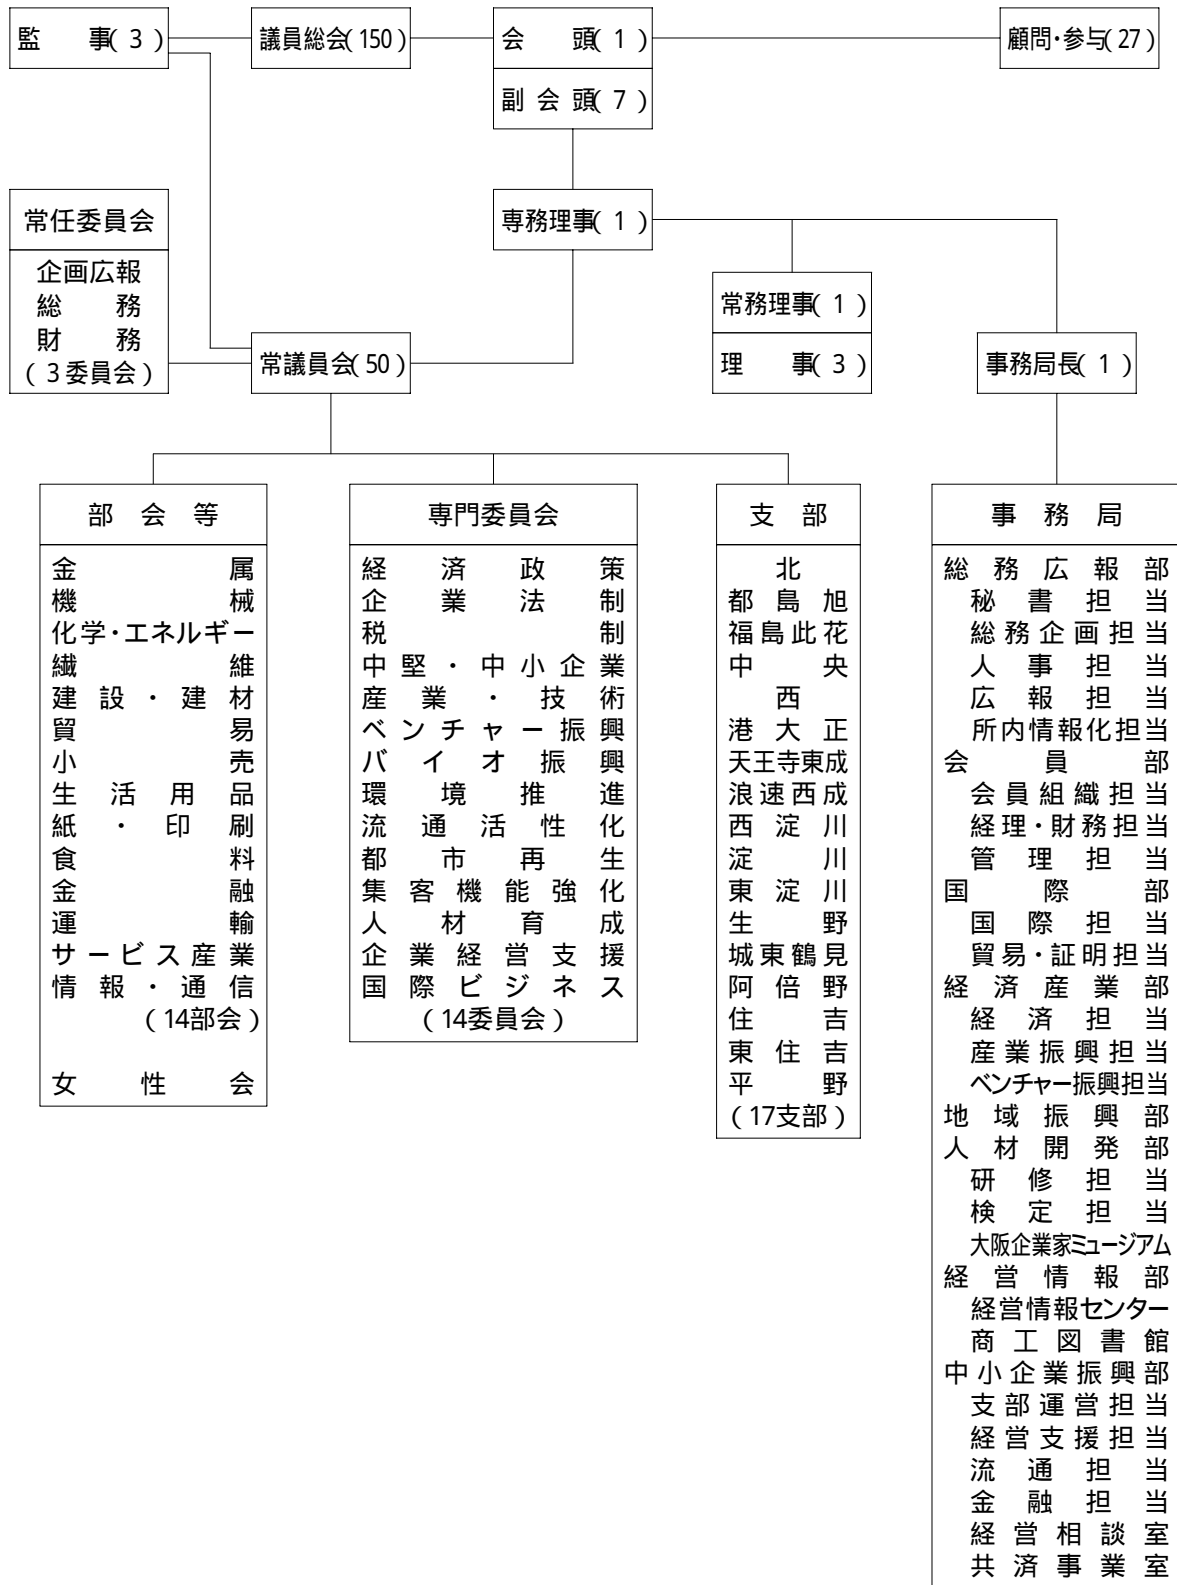 監事(3)
議員総会(150)
会頭(1)
顧問・参与(27)
副会頭(7)
常任委員会
企画広報
総務
財務
(3委員会)
専務理事(1)
常務理事(1)
理事(3)
常議員会(50)
事務局長(1)
部会等
金属
機械
化学・エネルギー
繊維
建設・建材
貿易
小売
生活用品
紙・印刷
食料
金融
運輸
サービス産業
情報・通信
(14部会)
女性会
専門委員会
経済政策
企業法制
税制
中堅・中小企業
産業・技術
ベンチャー振興
バイオ振興
環境推進
流通活性化
都市再生
集客機能強化
人材育成
企業経営支援
国際ビジネス
(14委員会)
支部
北
都島旭
福島此花
中央
西
港大正
天王寺東成
浪速西成
西淀川
淀川
東淀川
生野
城東鶴見
阿倍野
住吉
東住吉
平野
(17支部)
事務局
総務広報部
秘書担当
総務企画担当
人事担当
広報担当
所内情報化担当
会員部
会員組織担当
経理・財務担当
管理担当
国際部
国際担当
貿易・証明担当
経済産業部
経済担当
産業振興担当
ベンチャー振興担当
地域振興部
人材開発部
研修担当
検定担当
大阪企業家ミュージアム
経営情報部
経営情報センター
商工図書館
中小企業振興部
支部運営担当
経営支援担当
流通担当
金融担当
経営相談室
共済事業室